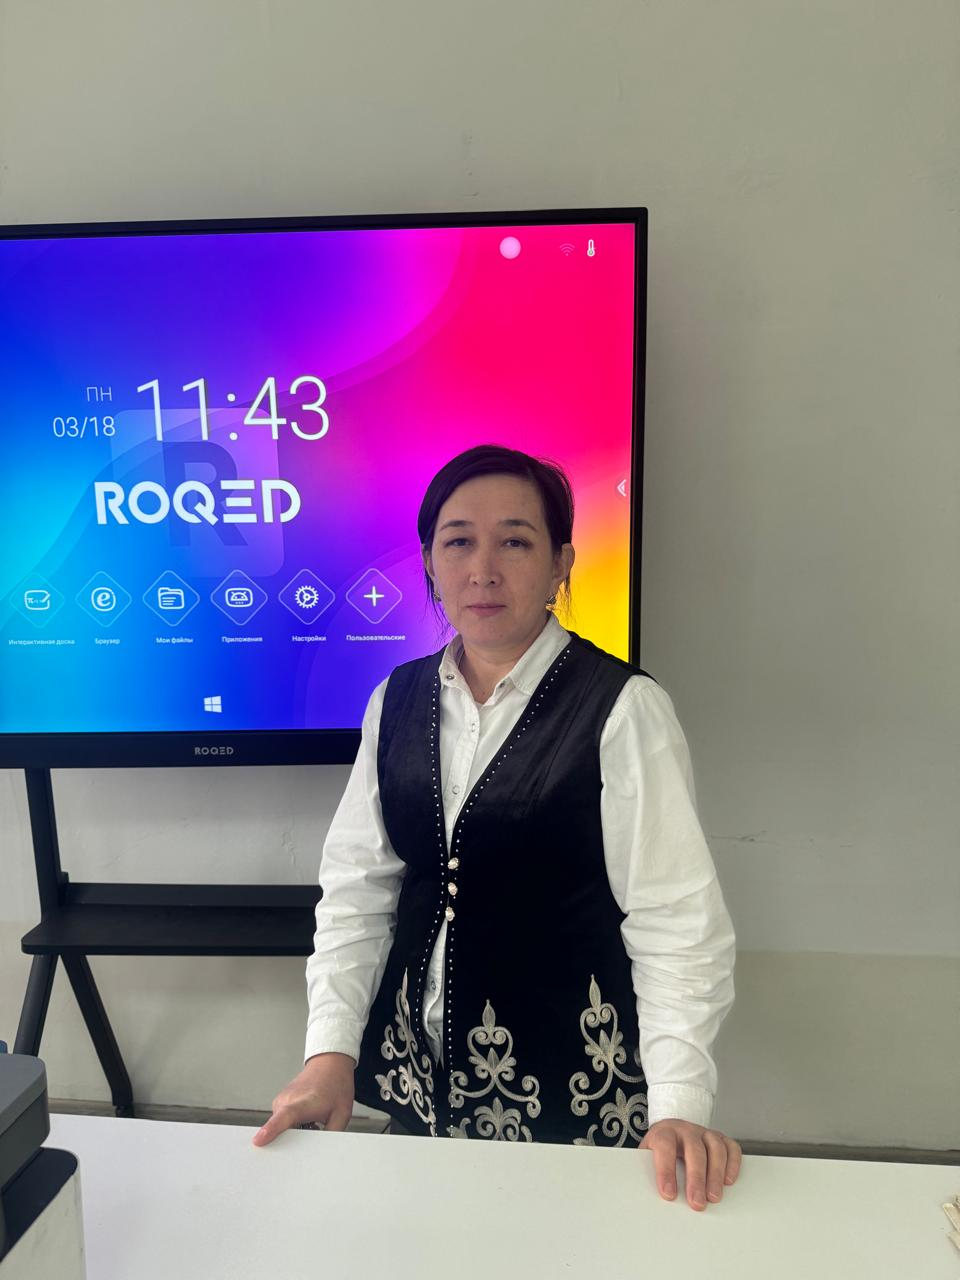 ПН
03/18
11:43
ROQED
Интерактивная доска
Браузер
Мои файлы
Приложения
Настройки
Пользовательские
ROQED